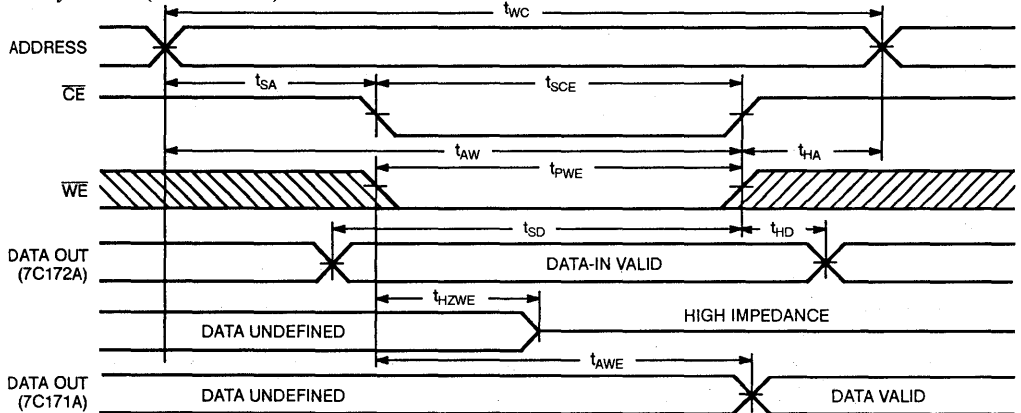 tWC
ADDRESS
tSA
tSCE
CE
tAW
tHA
tPWE
WE
tSD
tHD
DATA OUT
(7C172A)
DATA-IN VALID
tHZWE
HIGH IMPEDANCE
DATA UNDEFINED
tAWE
DATA OUT
(7C171A)
DATA UNDEFINED
DATA VALID